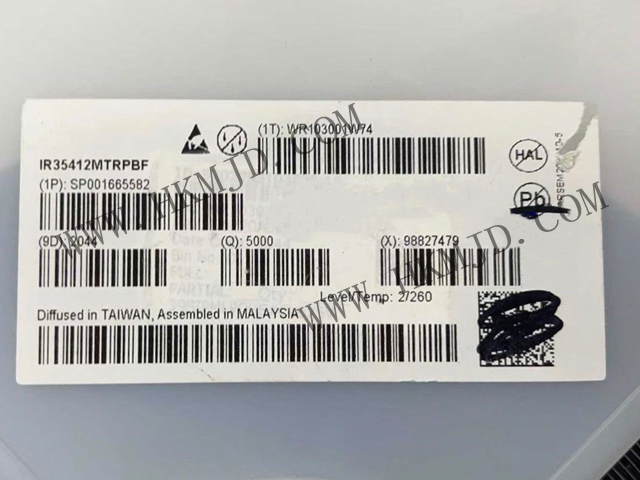 (1T): WR103001W74
IR35412MTRPBF
(1P): SP001665582
HAL
Pb
(9D): 2044
(Q): 5000
(X): 98827479
Level/Temp: 2/260
Diffused in TAIWAN, Assembled in MALAYSIA
WWW.HKMJD.COM
WWW.HKMJD.COM